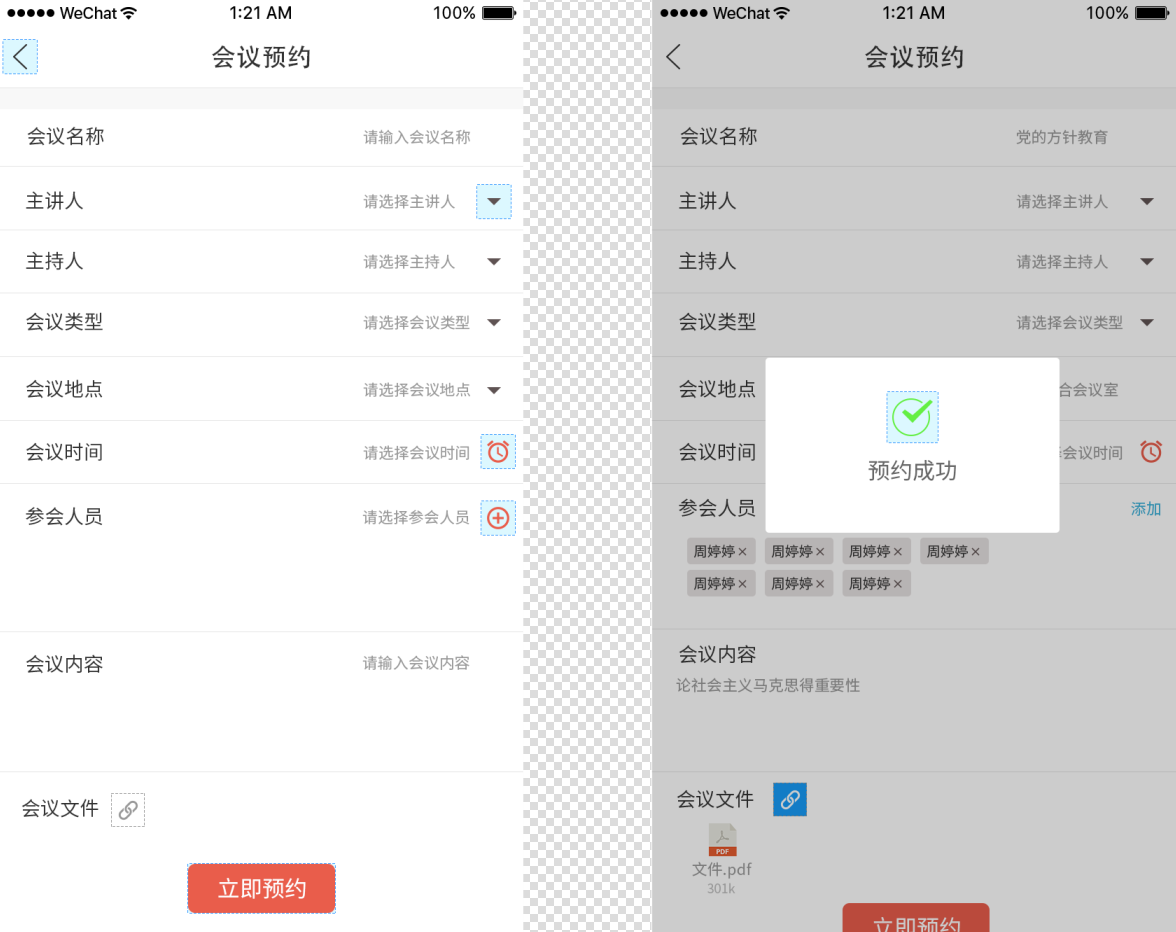 WeChat 1:21 AM 100%
会议预约
会议名称 请输入会议名称
主讲人 请选择主讲人
主持人 请选择主持人
会议类型 请选择会议类型
会议地点 请选择会议地点
会议时间 请选择会议时间
参会人员 请选择参会人员
会议内容 请输入会议内容
会议文件
立即预约
WeChat 1:21 AM 100%
会议预约
会议名称 党的方针教育
主讲人 请选择主讲人
主持人 请选择主持人
会议类型 请选择会议类型
会议地点 合会议室
会议时间 会议时间
预约成功
参会人员 添加
周婷婷× 周婷婷× 周婷婷× 周婷婷×
周婷婷× 周婷婷× 周婷婷×
会议内容
论社会主义马克思得重要性
会议文件
PDF
文件.pdf
301k
立即预约